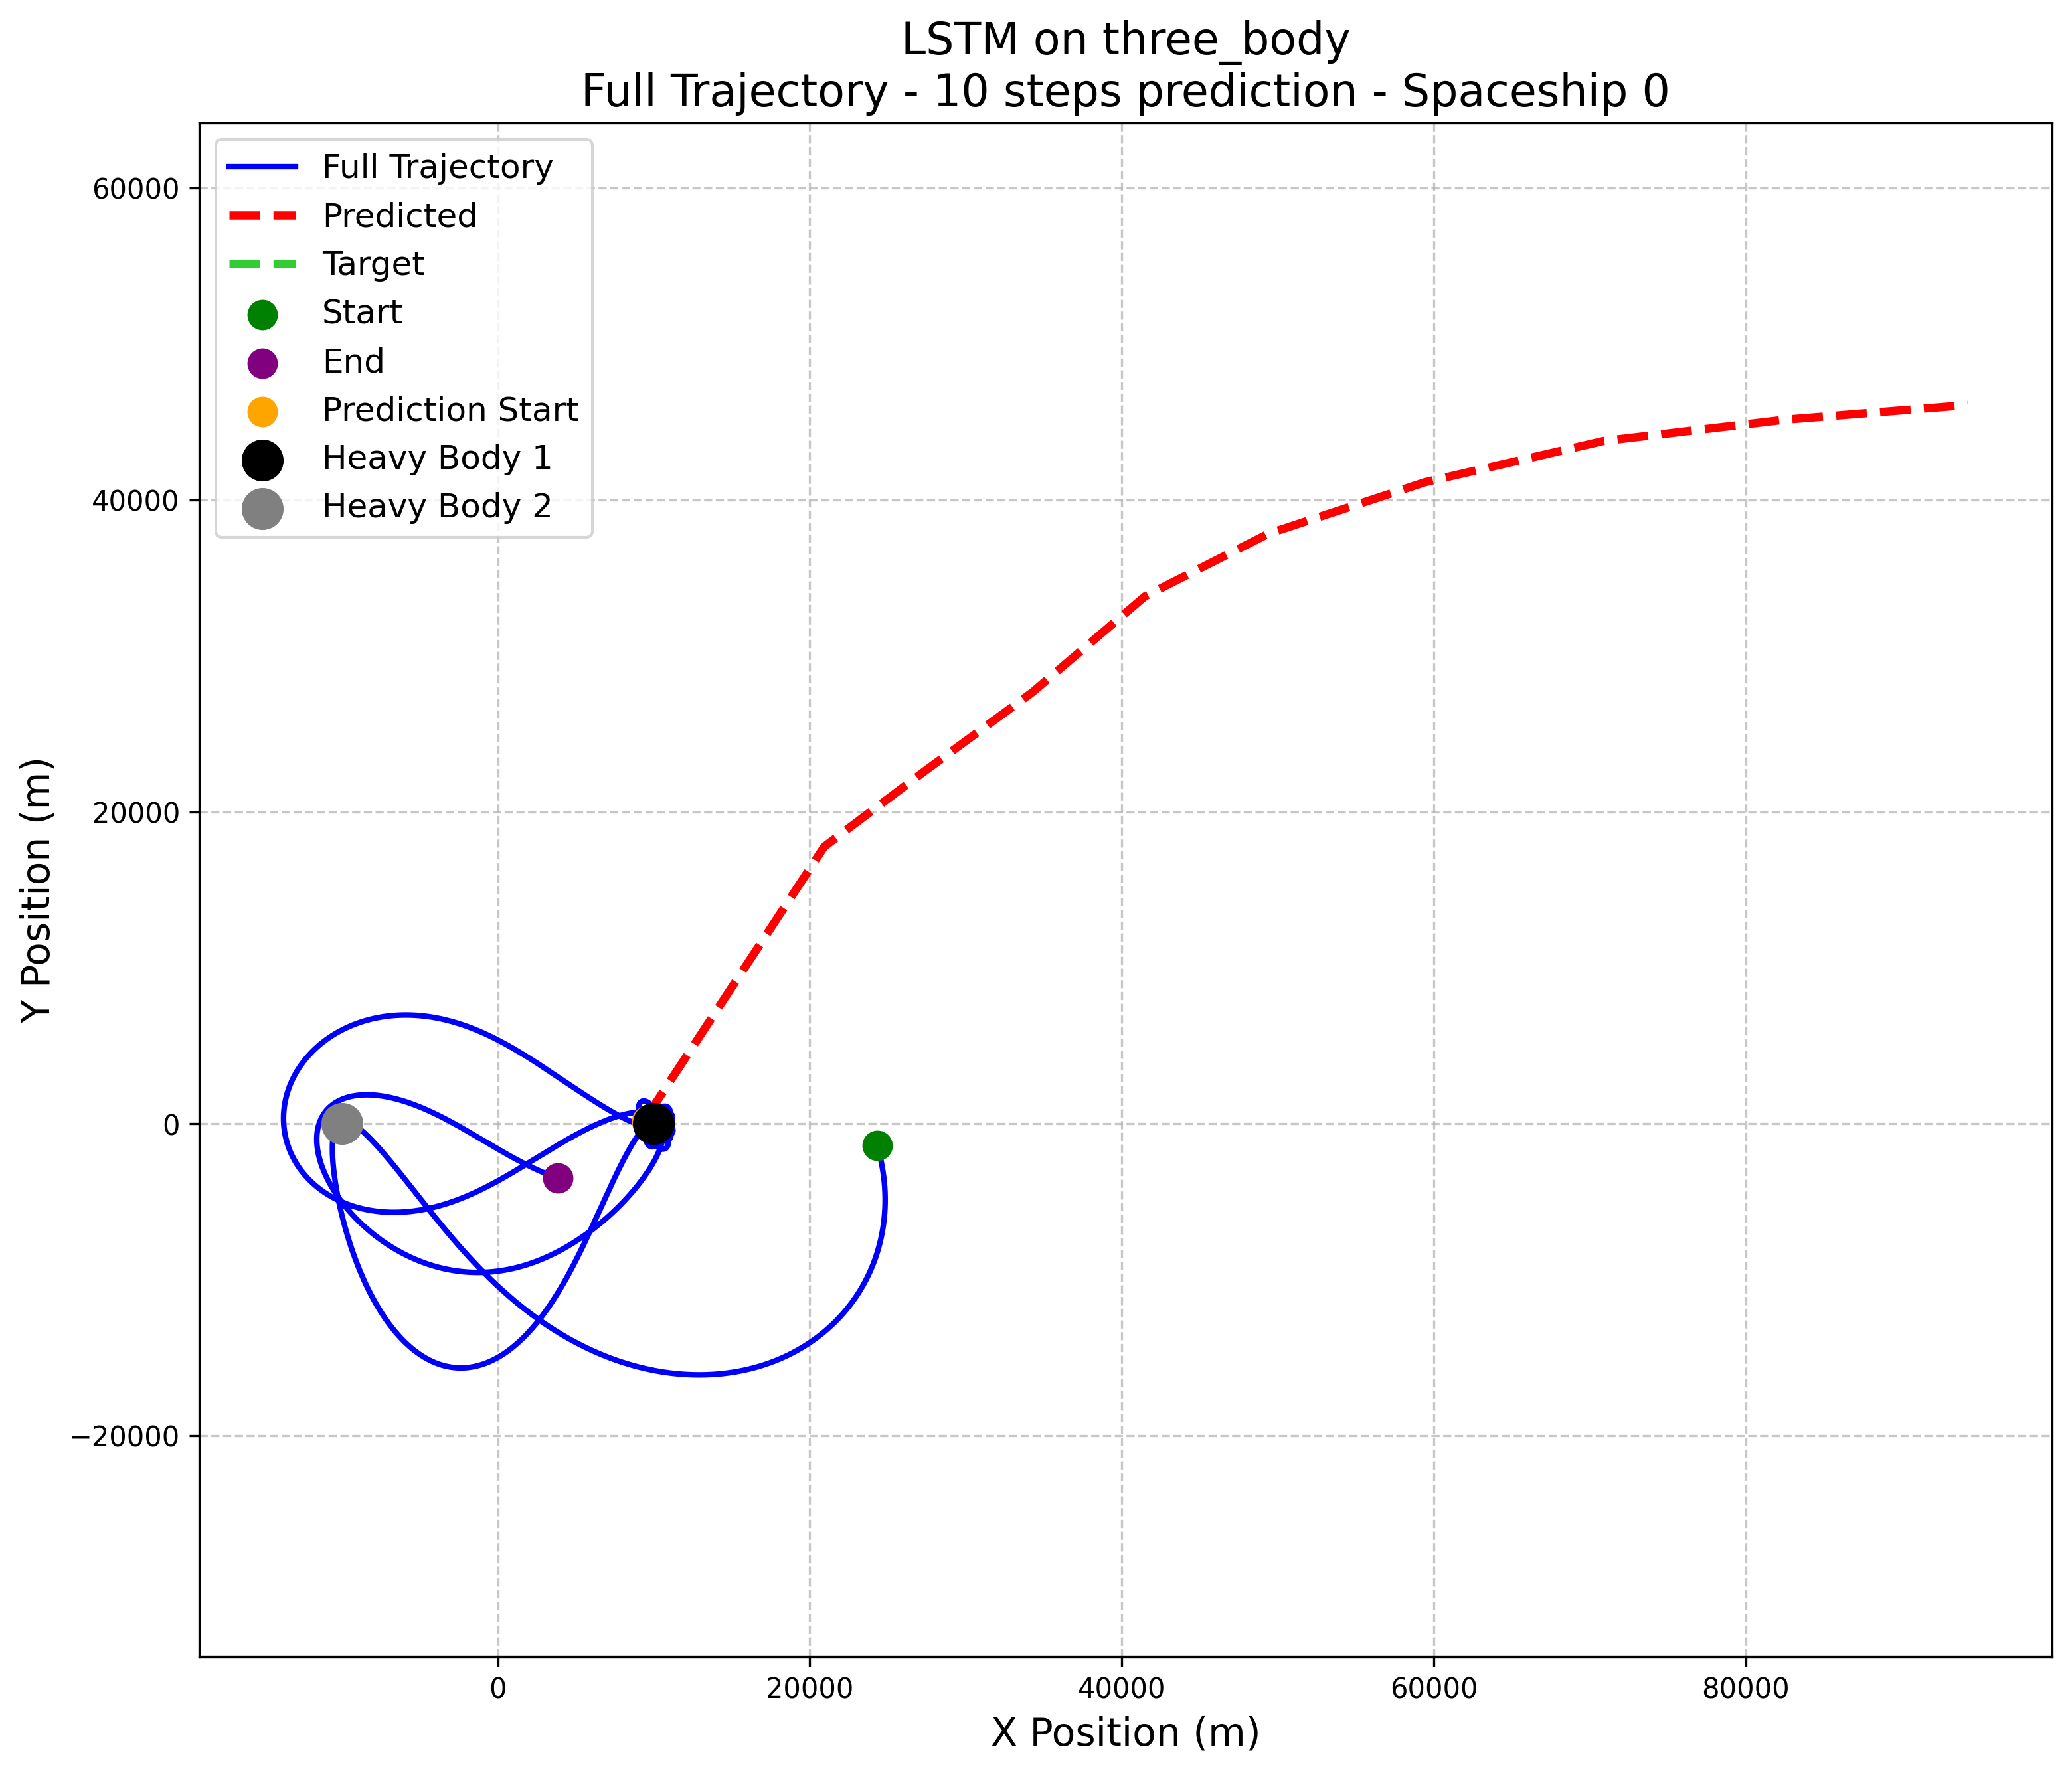 LSTM on three_body
Full Trajectory - 10 steps prediction - Spaceship 0
Full Trajectory
Predicted
Target
Start
End
Prediction Start
Heavy Body 1
Heavy Body 2
60000
40000
20000
0
−20000
Y Position (m)
0
20000
40000
60000
80000
X Position (m)